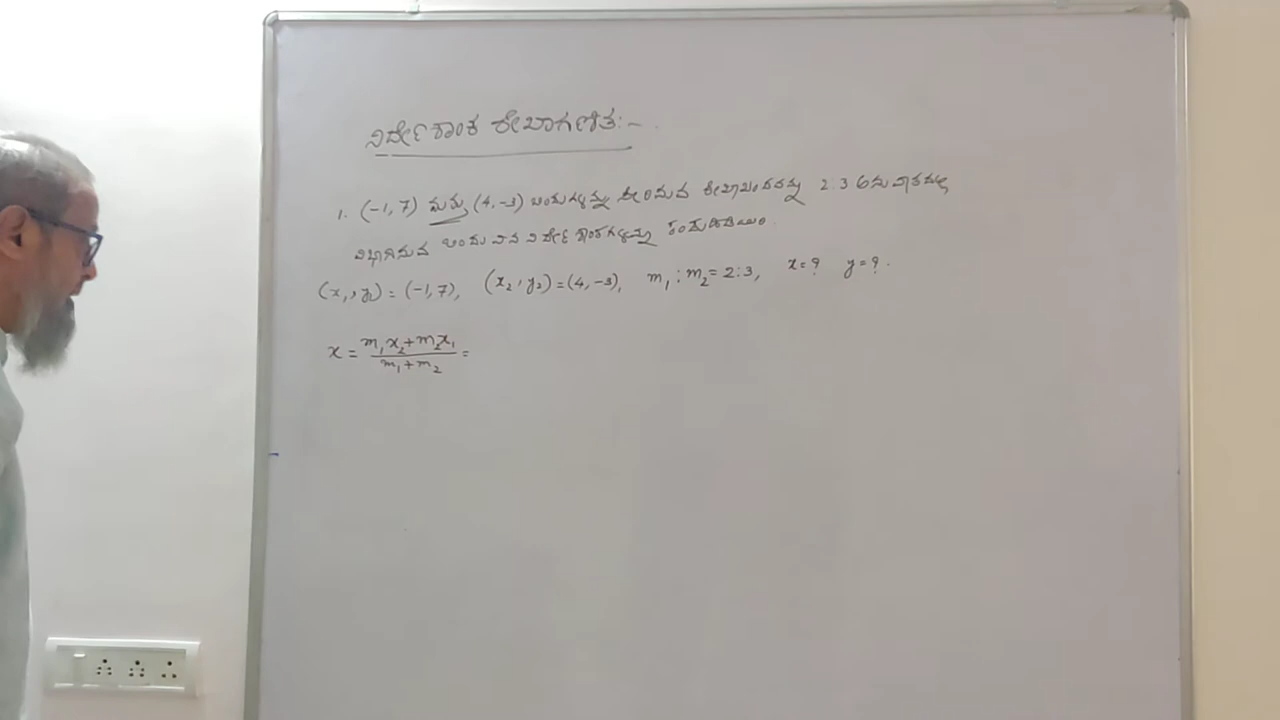 ನಿರ್ದೇಶಾಂಕ ರೇಖಾಗಣಿತ:-
1. (-1, 7) ಮತ್ತು (4, -3) ಬಿಂದುಗಳನ್ನು ಸೇರಿಸುವ ರೇಖಾಖಂಡವನ್ನು 2:3 ಅನುಪಾತದಲ್ಲಿ
ವಿಭಾಗಿಸುವ ಬಿಂದುವಿನ ನಿರ್ದೇಶಾಂಕಗಳನ್ನು ಕಂಡುಹಿಡಿಯಿರಿ.
(x₁, y₁) = (-1, 7), (x₂, y₂) = (4, -3), m₁ : m₂ = 2:3, x = ? y = ?.
x = (m₁x₂ + m₂x₁)/(m₁ + m₂) =